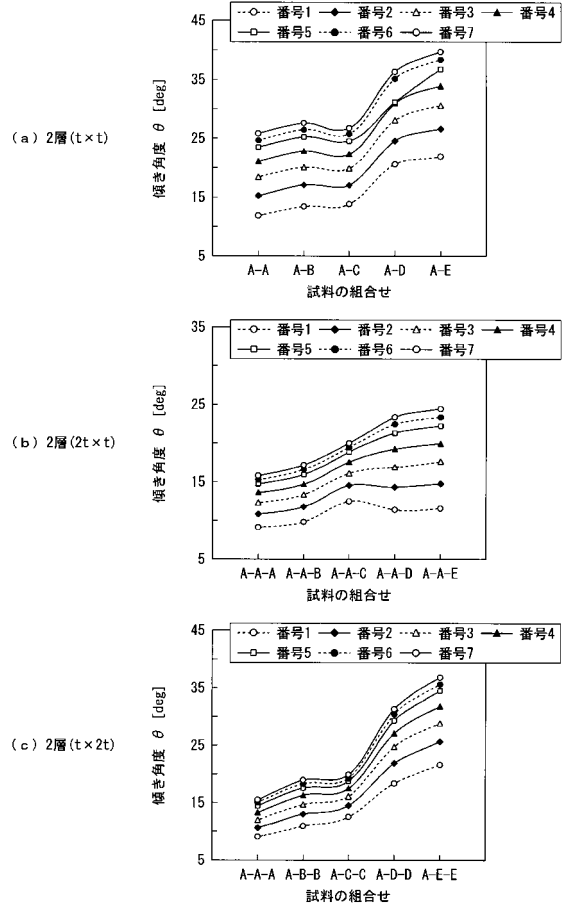 番号1 番号2 番号3 番号4
番号5 番号6 番号7
(a) 2層(t×t)
傾き角度 θ [deg]
45
35
25
15
5
A-A A-B A-C A-D A-E
試料の組合せ
番号1 番号2 番号3 番号4
番号5 番号6 番号7
(b) 2層(2t×t)
傾き角度 θ [deg]
35
25
15
5
A-A-A A-A-B A-A-C A-A-D A-A-E
試料の組合せ
番号1 番号2 番号3 番号4
番号5 番号6 番号7
(c) 2層(t×2t)
傾き角度 θ [deg]
45
35
25
15
5
A-A-A A-B-B A-C-C A-D-D A-E-E
試料の組合せ